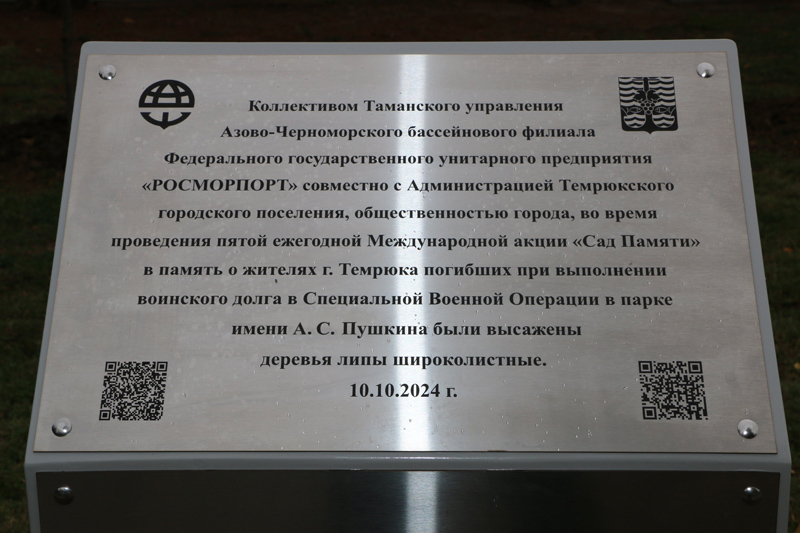 Коллективом Таманского управления
Азово-Черноморского бассейнового филиала
Федерального государственного унитарного предприятия
«РОСМОРПОРТ» совместно с Администрацией Темрюкского
городского поселения, общественностью города, во время
проведения пятой ежегодной Международной акции «Сад Памяти»
в память о жителях г. Темрюка погибших при выполнении
воинского долга в Специальной Военной Операции в парке
имени А. С. Пушкина были высажены
деревья липы широколистные.
10.10.2024 г.